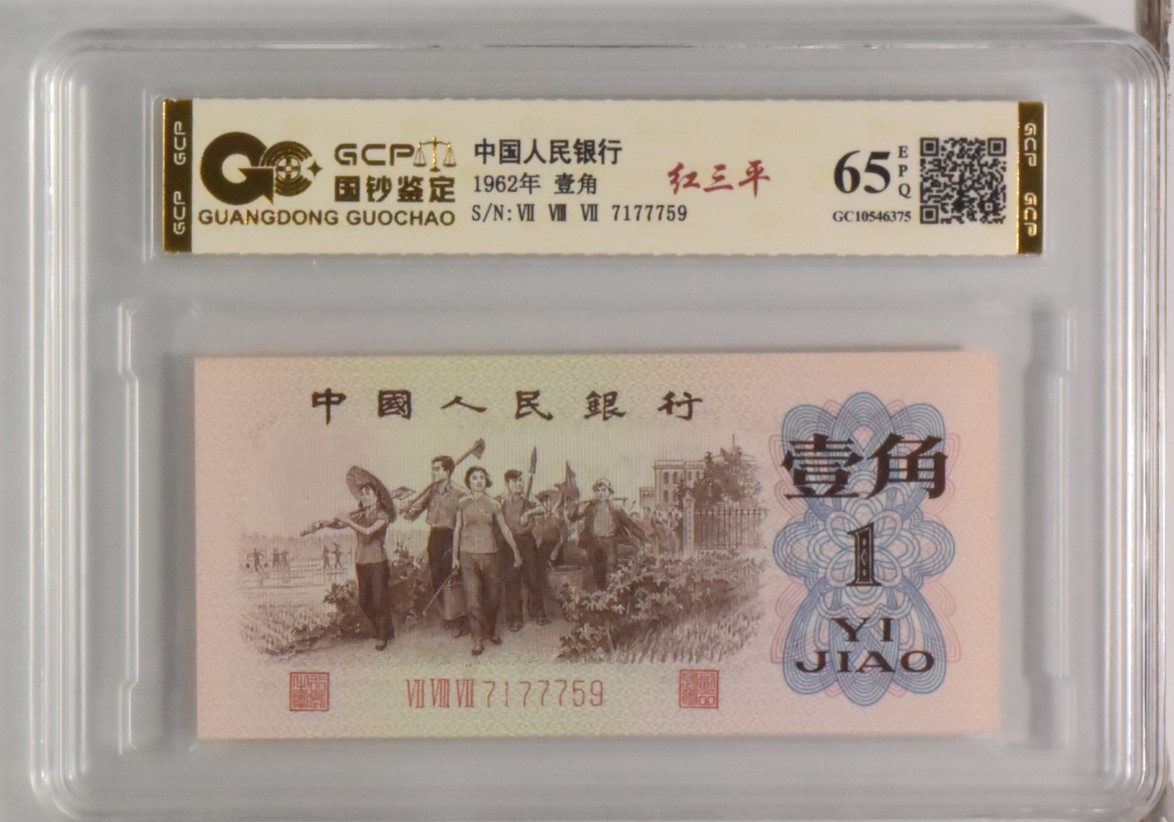 GCP GCP
GCP
国钞鉴定
GUANGDONG GUOCHAO
中国人民银行
1962年 壹角
S/N: Ⅶ Ⅷ Ⅶ 7177759
红三平
65 EPQ
GC10546375
GCP GCP
中國人民銀行
壹角
1
YI
JIAO
Ⅶ Ⅷ Ⅶ 7177759